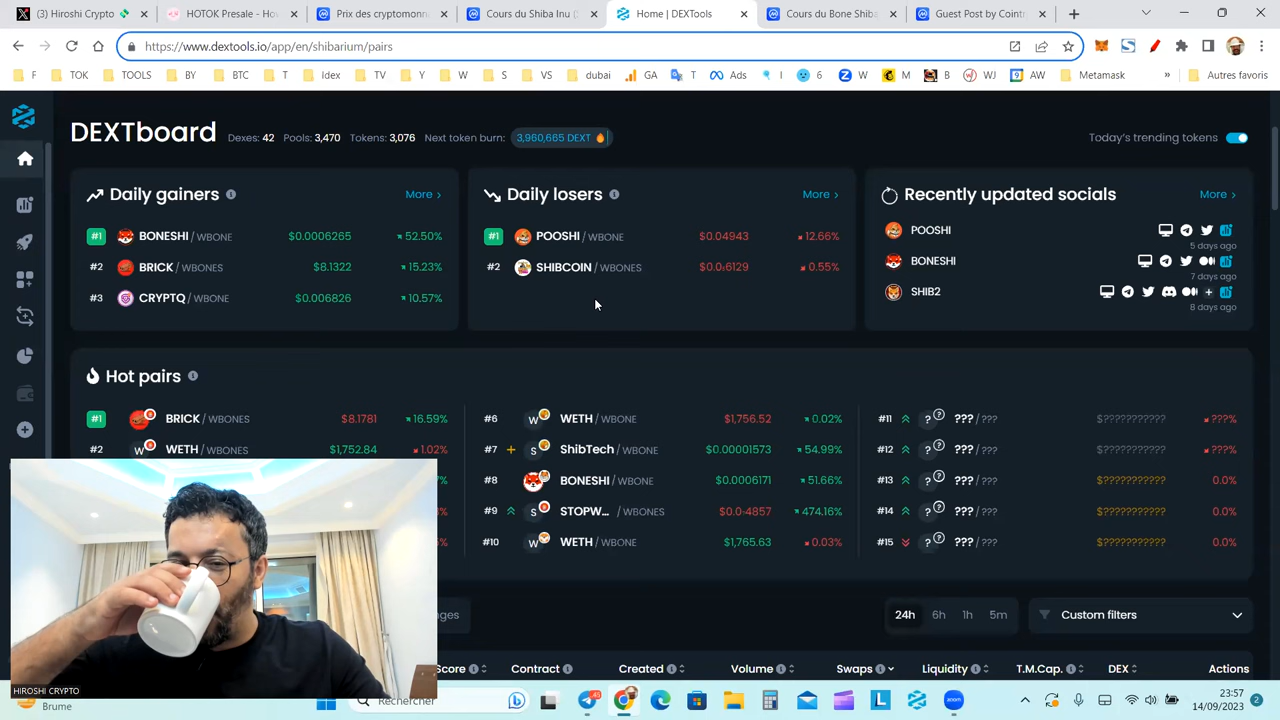 (3) Hiroshi Crypto
HOTOK Presale - Hou
Prix des cryptomonnai
Cours du Shiba Inu (S
Home | DEXTools
Cours du Bone Shiba
Guest Post by Cointr
https://www.dextools.io/app/en/shibarium/pairs
F TOK TOOLS BY BTC T Idex TV Y W S VS dubai GA T Ads I 6 W M B WJ AW Metamask » Autres favoris
DEXTboard Dexes: 42 Pools: 3,470 Tokens: 3,076 Next token burn: 3,960,665 DEXT Today's trending tokens
Daily gainers More >
#1 BONESHI / WBONE $0.0006265 52.50%
#2 BRICK / WBONES $8.1322 15.23%
#3 CRYPTQ / WBONE $0.006826 10.57%
Daily losers More >
#1 POOSHI / WBONE $0.04943 12.66%
#2 SHIBCOIN / WBONES $0.0₆6129 0.55%
Recently updated socials More >
POOSHI
5 days ago
BONESHI
7 days ago
SHIB2
8 days ago
Hot pairs
#1 BRICK / WBONES $8.1781 16.59%
#2 WETH / WBONES $1,752.84 1.02%
#6 WETH / WBONE $1,756.52 0.02%
#7 + ShibTech / WBONE $0.00001573 54.99%
#8 BONESHI / WBONE $0.0006171 51.66%
#9 STOPW... / WBONES $0.0₄4857 474.16%
#10 WETH / WBONE $1,765.63 0.03%
#11 ??? / ??? $??????????? ???%
#12 ??? / ??? $??????????? ???%
#13 ??? / ??? $??????????? 0.0%
#14 ??? / ??? $??????????? 0.0%
#15 ??? / ??? $??????????? 0.0%
nges 24h 6h 1h 5m Custom filters
Score Contract Created Volume Swaps Liquidity T.M.Cap. DEX Actions
HIROSHI CRYPTO
Brume
Rechercher
45
23:57
14/09/2023
2